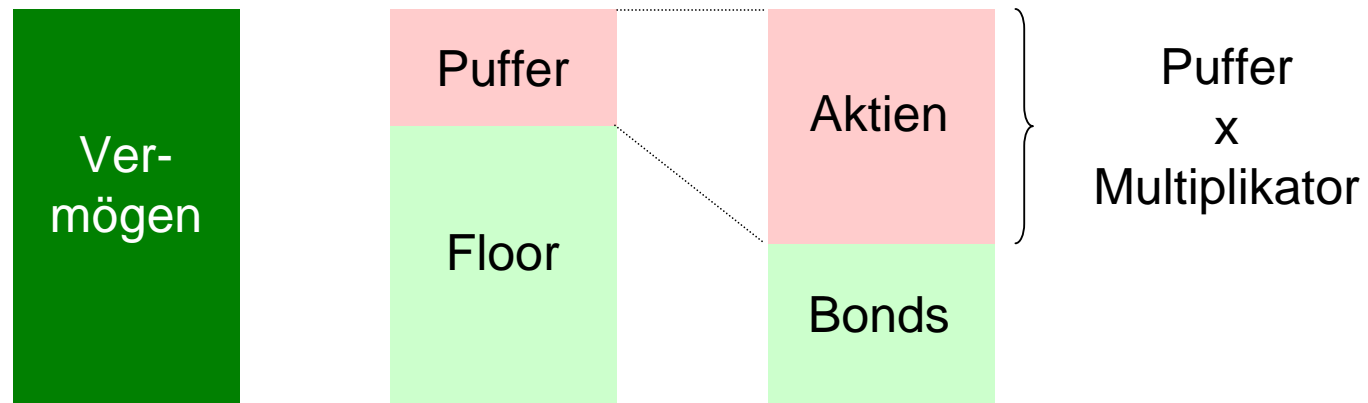 Ver-
mögen
Puffer
Floor
Aktien
Bonds
Puffer
x
Multiplikator